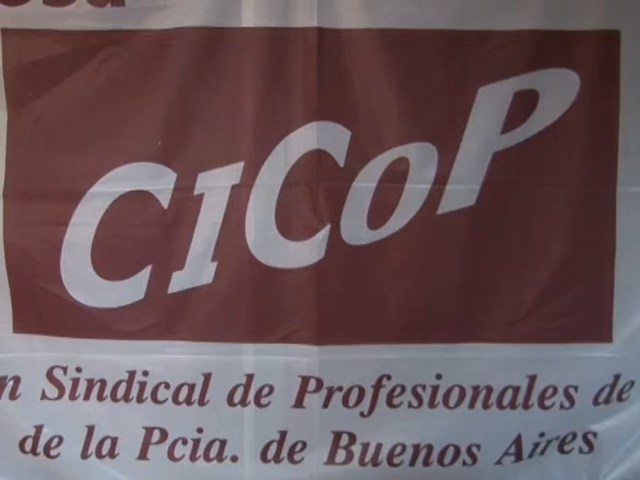 CICoP
n Sindical de Profesionales de
de la Pcia. de Buenos Aires